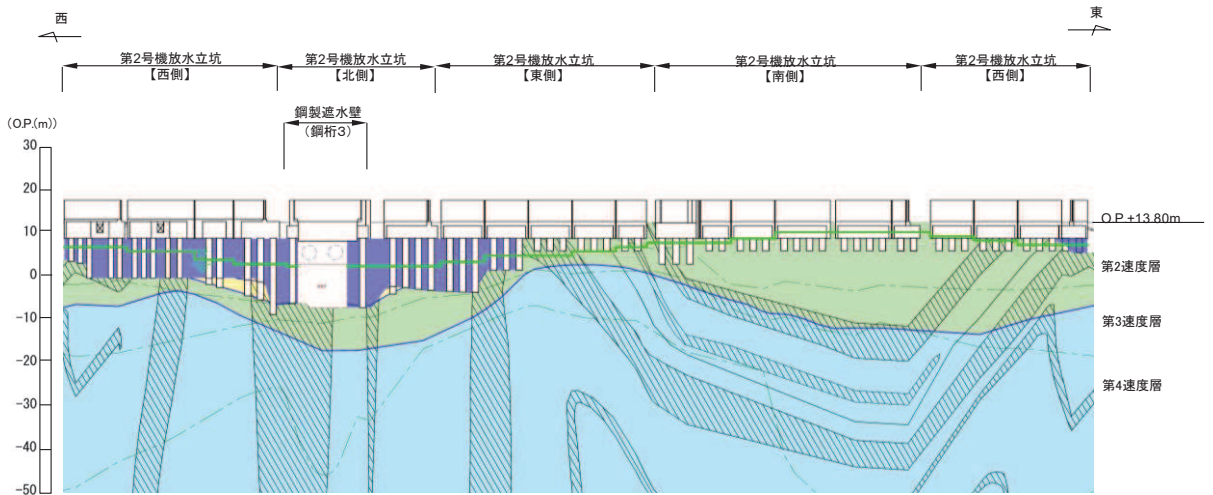 西
東
第2号機放水立坑
【西側】
第2号機放水立坑
【北側】
第2号機放水立坑
【東側】
第2号機放水立坑
【南側】
第2号機放水立坑
【西側】
鋼製遮水壁
（鋼桁3）
(O.P.(m))
30
20
10
0
-10
-20
-30
-40
-50
O.P.+13.80m
第2速度層
第3速度層
第4速度層